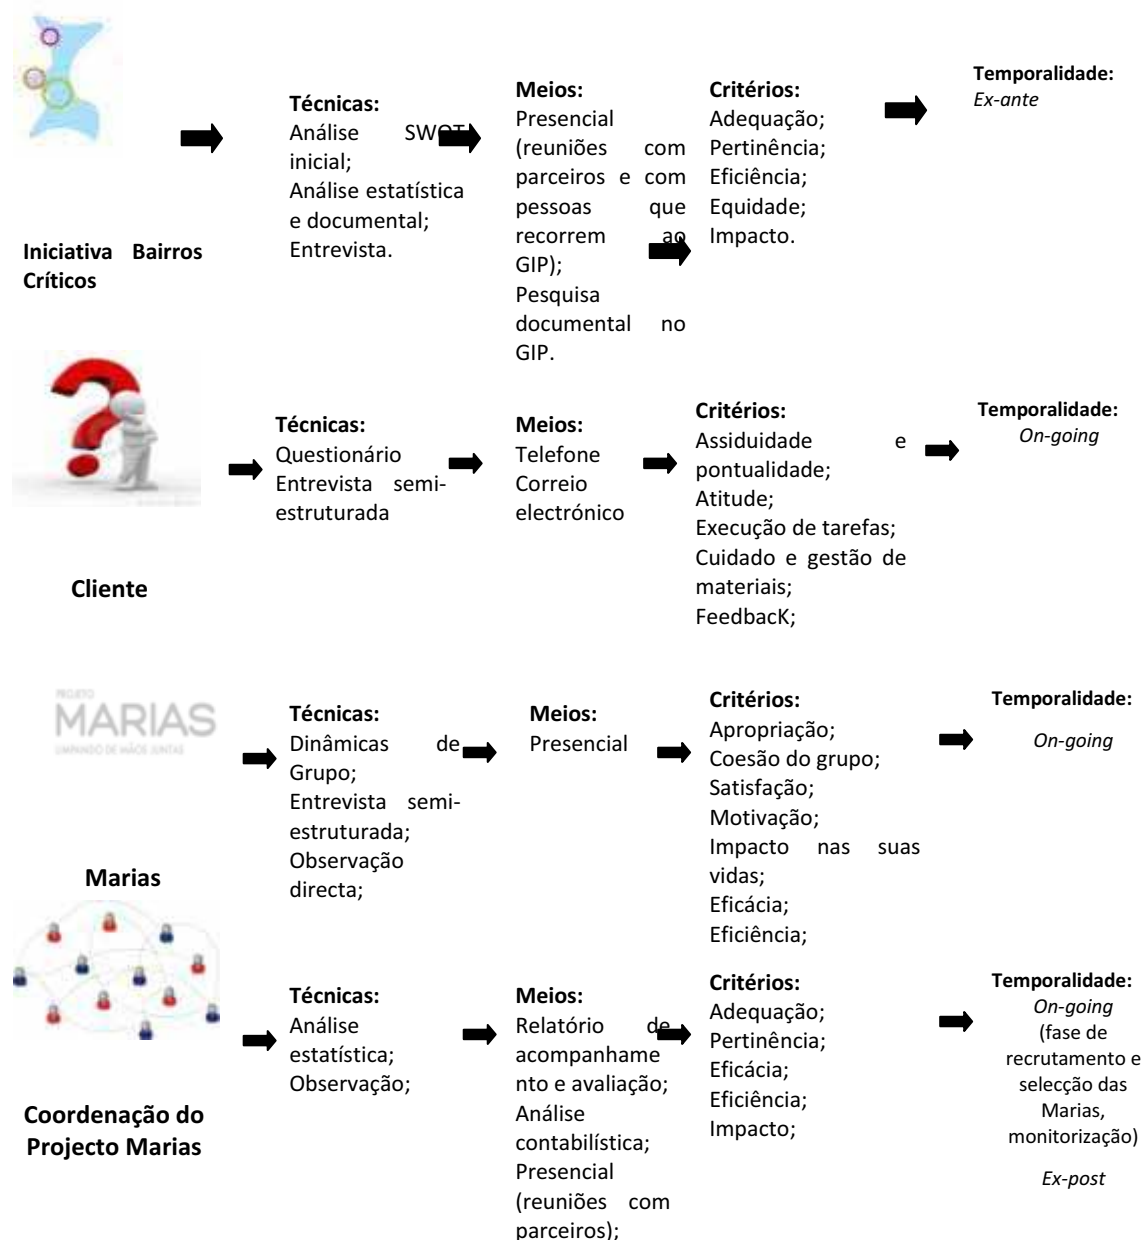 Iniciativa Bairros
Críticos
Técnicas:
Análise SWOT
inicial;
Análise estatística
e documental;
Entrevista.
Meios:
Presencial
(reuniões com
parceiros e com
pessoas que
recorrem ao
GIP);
Pesquisa
documental no
GIP.
Critérios:
Adequação;
Pertinência;
Eficiência;
Equidade;
Impacto.
Temporalidade:
Ex-ante
Cliente
Técnicas:
Questionário
Entrevista semi-
estruturada
Meios:
Telefone
Correio
electrónico
Critérios:
Assiduidade e
pontualidade;
Atitude;
Execução de tarefas;
Cuidado e gestão de
materiais;
FeedbacK;
Temporalidade:
On-going
PROJETO
MARIAS
LIMPANDO DE MÃOS JUNTAS
Marias
Técnicas:
Dinâmicas de
Grupo;
Entrevista semi-
estruturada;
Observação
directa;
Meios:
Presencial
Critérios:
Apropriação;
Coesão do grupo;
Satisfação;
Motivação;
Impacto nas suas
vidas;
Eficácia;
Eficiência;
Temporalidade:
On-going
Coordenação do
Projecto Marias
Técnicas:
Análise
estatística;
Observação;
Meios:
Relatório de
acompanhame
nto e avaliação;
Análise
contabilística;
Presencial
(reuniões com
parceiros);
Critérios:
Adequação;
Pertinência;
Eficácia;
Eficiência;
Impacto;
Temporalidade:
On-going
(fase de
recrutamento e
selecção das
Marias,
monitorização)
Ex-post